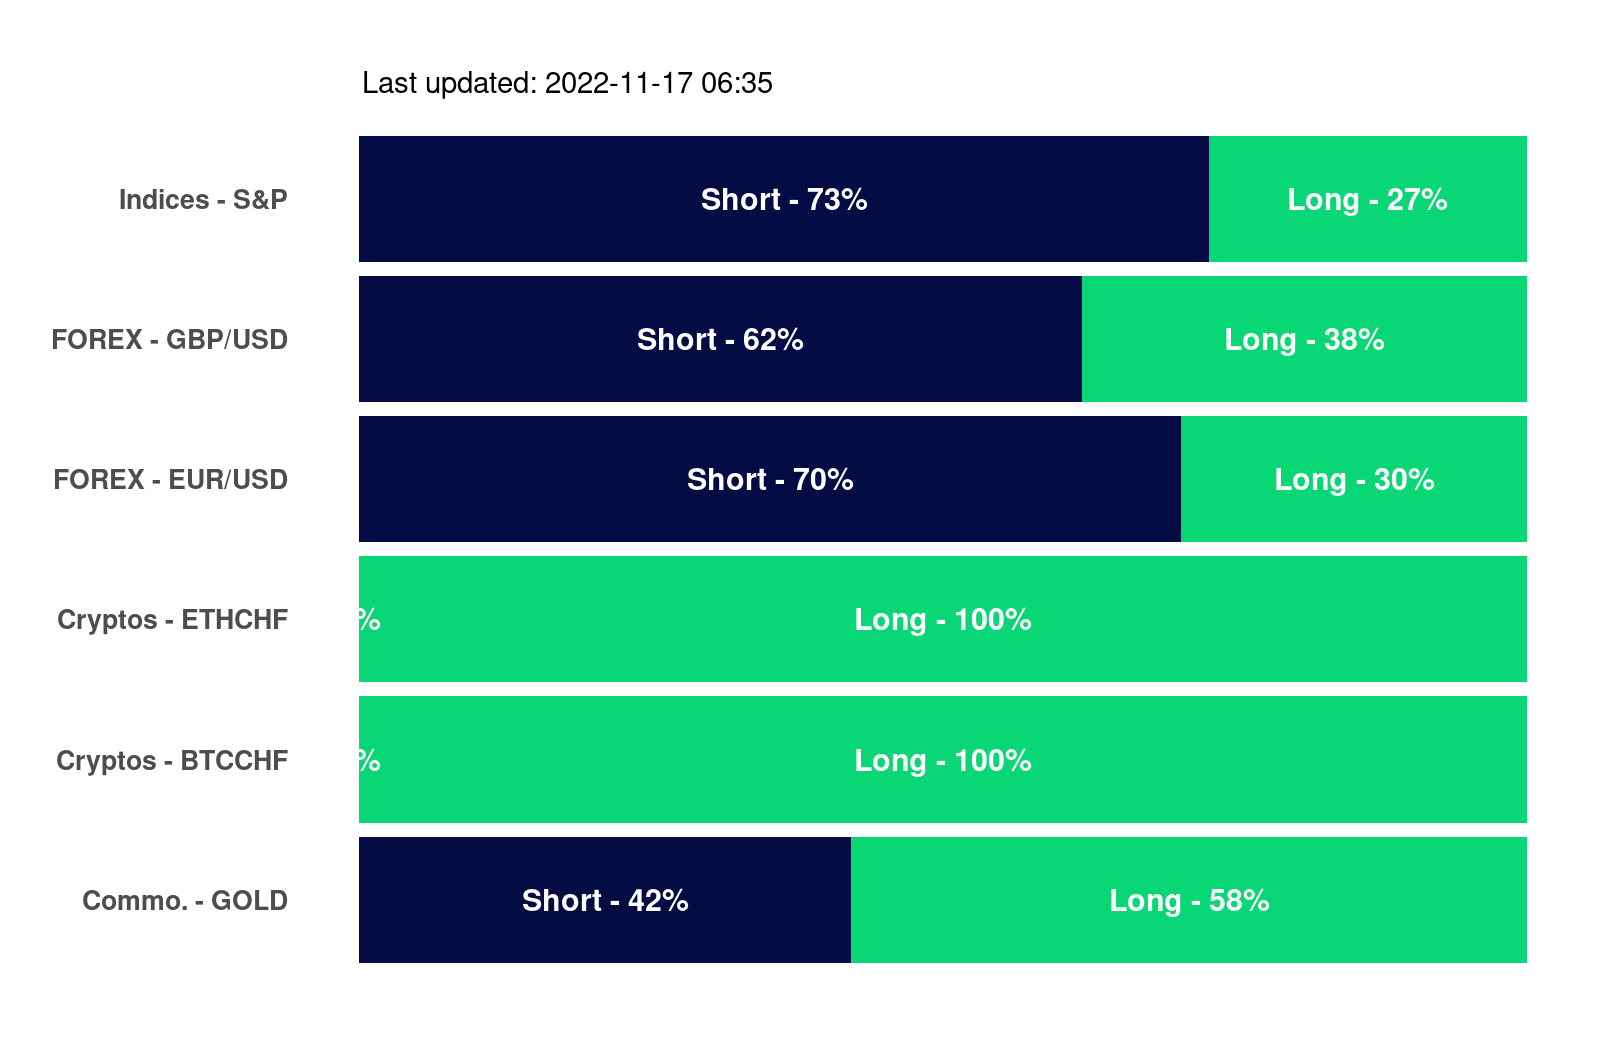 Last updated: 2022-11-17 06:35
Indices - S&P Short - 73% Long - 27%
FOREX - GBP/USD Short - 62% Long - 38%
FOREX - EUR/USD Short - 70% Long - 30%
Cryptos - ETHCHF % Long - 100%
Cryptos - BTCCHF % Long - 100%
Commo. - GOLD Short - 42% Long - 58%